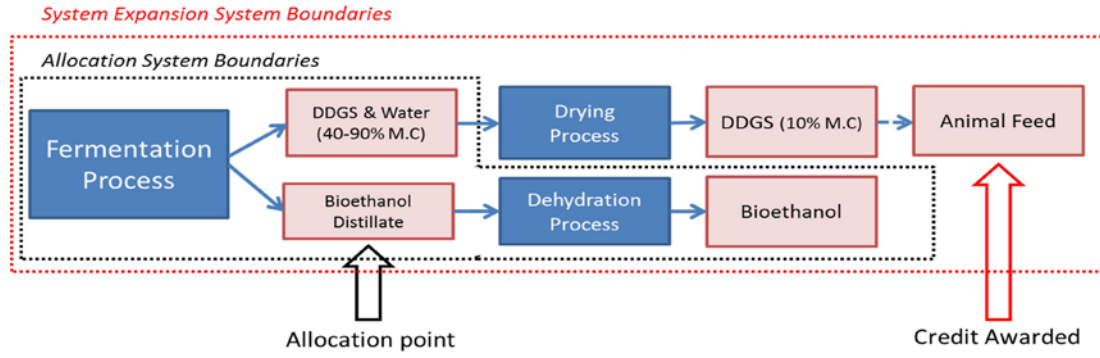 System Expansion System Boundaries
Allocation System Boundaries
Fermentation
Process
DDGS & Water
(40-90% M.C)
Drying
Process
DDGS (10% M.C)
Animal Feed
Bioethanol
Distillate
Dehydration
Process
Bioethanol
Allocation point
Credit Awarded